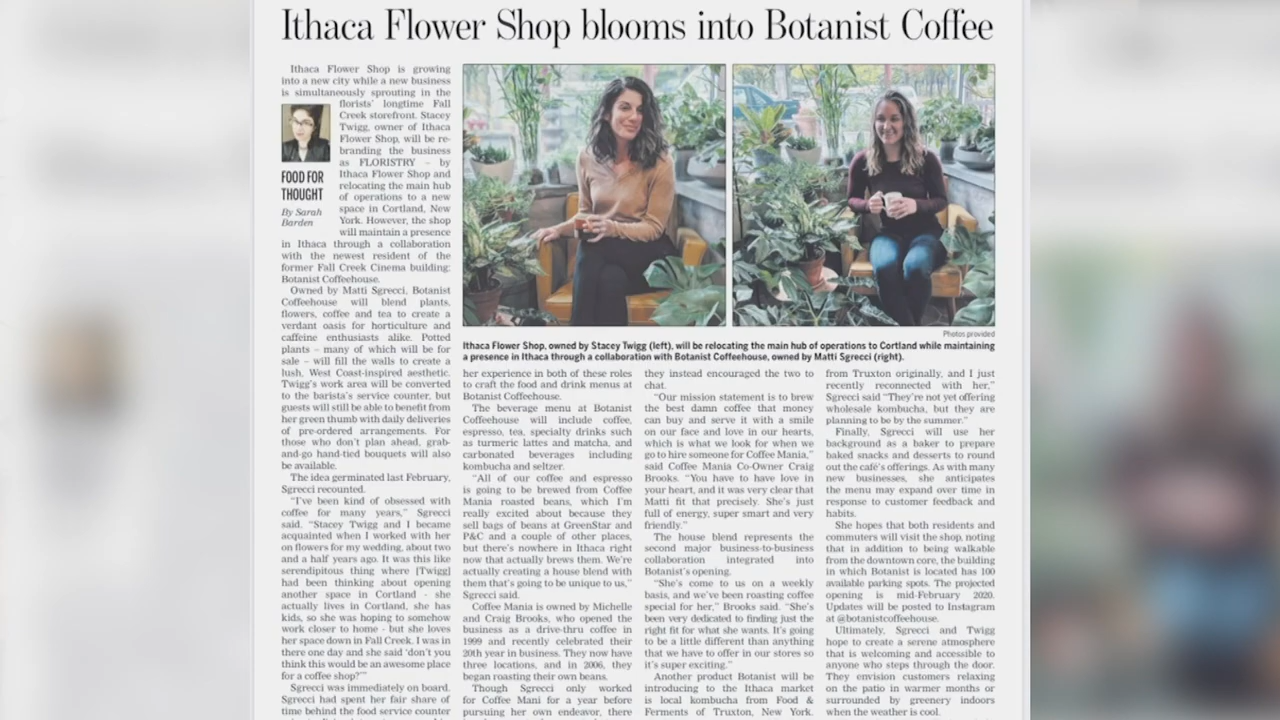 Ithaca Flower Shop blooms into Botanist Coffee
Ithaca Flower Shop is growing
into a new city while a new business
is simultaneously sprouting in the
florists' longtime Fall
Creek storefront. Stacey
Twigg, owner of Ithaca
Flower Shop, will be re-
branding the business
as FLORISTRY – by
Ithaca Flower Shop and
relocating the main hub
of operations to a new
space in Cortland, New
York. However, the shop
will maintain a presence
FOOD FOR
THOUGHT
By Sarah
Barden
in Ithaca through a collaboration
with the newest resident of the
former Fall Creek Cinema building:
Botanist Coffeehouse.
Owned by Matti Sgrecci, Botanist
Coffeehouse will blend plants,
flowers, coffee and tea to create a
verdant oasis for horticulture and
caffeine enthusiasts alike. Potted
plants – many of which will be for
sale – will fill the walls to create a
lush, West Coast-inspired aesthetic.
Twigg's work area will be converted
to the barista's service counter, but
guests will still be able to benefit from
her green thumb with daily deliveries
of pre-ordered arrangements. For
those who don't plan ahead, grab-
and-go hand-tied bouquets will also
be available.
The idea germinated last February,
Sgrecci recounted.
"I've been kind of obsessed with
coffee for many years," Sgrecci
said. "Stacey Twigg and I became
acquainted when I worked with her
on flowers for my wedding, about two
and a half years ago. It was this like
serendipitous thing where [Twigg]
had been thinking about opening
another space in Cortland - she
actually lives in Cortland, she has
kids, so she was hoping to somehow
work closer to home - but she loves
her space down in Fall Creek. I was in
there one day and she said 'don't you
think this would be an awesome place
for a coffee shop?'"
Sgrecci was immediately on board.
Sgrecci had spent her fair share of
time behind the food service counter
Photos provided
Ithaca Flower Shop, owned by Stacey Twigg (left), will be relocating the main hub of operations to Cortland while maintaining
a presence in Ithaca through a collaboration with Botanist Coffeehouse, owned by Matti Sgrecci (right).
her experience in both of these roles
to craft the food and drink menus at
Botanist Coffeehouse.
The beverage menu at Botanist
Coffeehouse will include coffee,
espresso, tea, specialty drinks such
as turmeric lattes and matcha, and
carbonated beverages including
kombucha and seltzer.
"All of our coffee and espresso
is going to be brewed from Coffee
Mania roasted beans, which I'm
really excited about because they
sell bags of beans at GreenStar and
P&C and a couple of other places,
but there's nowhere in Ithaca right
now that actually brews them. We're
actually creating a house blend with
them that's going to be unique to us,"
Sgrecci said.
Coffee Mania is owned by Michelle
and Craig Brooks, who opened the
business as a drive-thru coffee in
1999 and recently celebrated their
20th year in business. They now have
three locations, and in 2006, they
began roasting their own beans.
Though Sgrecci only worked
for Coffee Mani for a year before
pursuing her own endeavor, there
they instead encouraged the two to
chat.
"Our mission statement is to brew
the best damn coffee that money
can buy and serve it with a smile
on our face and love in our hearts,
which is what we look for when we
go to hire someone for Coffee Mania,"
said Coffee Mania Co-Owner Craig
Brooks. "You have to have love in
your heart, and it was very clear that
Matti fit that precisely. She's just
full of energy, super smart and very
friendly."
The house blend represents the
second major business-to-business
collaboration integrated into
Botanist's opening.
"She's come to us on a weekly
basis, and we've been roasting coffee
special for her," Brooks said. "She's
been very dedicated to finding just the
right fit for what she wants. It's going
to be a little different than anything
that we have to offer in our stores so
it's super exciting."
Another product Botanist will be
introducing to the Ithaca market
is local kombucha from Food &
Ferments of Truxton, New York.
from Truxton originally, and I just
recently reconnected with her,"
Sgrecci said "They're not yet offering
wholesale kombucha, but they are
planning to be by the summer."
Finally, Sgrecci will use her
background as a baker to prepare
baked snacks and desserts to round
out the café's offerings. As with many
new businesses, she anticipates
the menu may expand over time in
response to customer feedback and
habits.
She hopes that both residents and
commuters will visit the shop, noting
that in addition to being walkable
from the downtown core, the building
in which Botanist is located has 100
available parking spots. The projected
opening is mid-February 2020.
Updates will be posted to Instagram
at @botanistcoffeehouse.
Ultimately, Sgrecci and Twigg
hope to create a serene atmosphere
that is welcoming and accessible to
anyone who steps through the door.
They envision customers relaxing
on the patio in warmer months or
surrounded by greenery indoors
when the weather is cool.